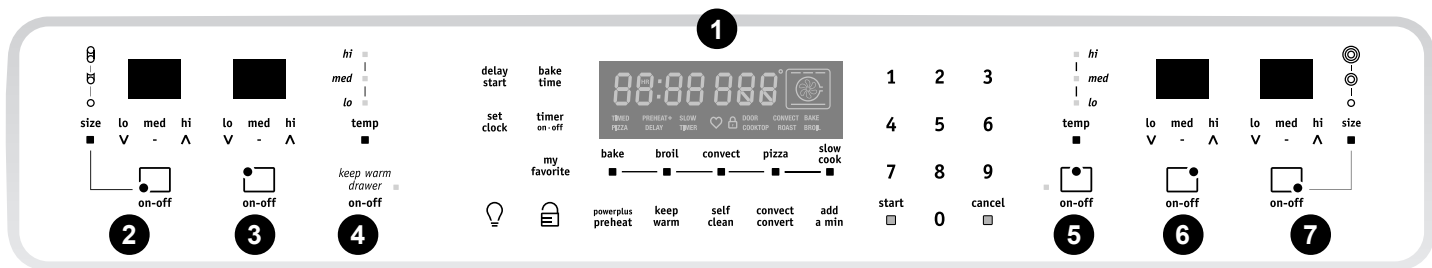 1
hi
med
lo
size
lo med hi
lo med hi
temp
on-off
on-off
keep warm
drawer
on-off
2
3
4
delay
start
bake
time
set
clock
timer
on·off
my
favorite
88:88 888°
HR
TIMED PREHEAT SLOW DOOR CONVECT BAKE
PIZZA DELAY TIMER COOKTOP ROAST BROIL
bake
broil
convect
pizza
slow
cook
powerplus
preheat
keep
warm
self
clean
convect
convert
add
a min
1 2 3
4 5 6
7 8 9
start
0
cancel
hi
med
lo
temp
lo med hi
lo med hi
size
on-off
on-off
on-off
5
6
7